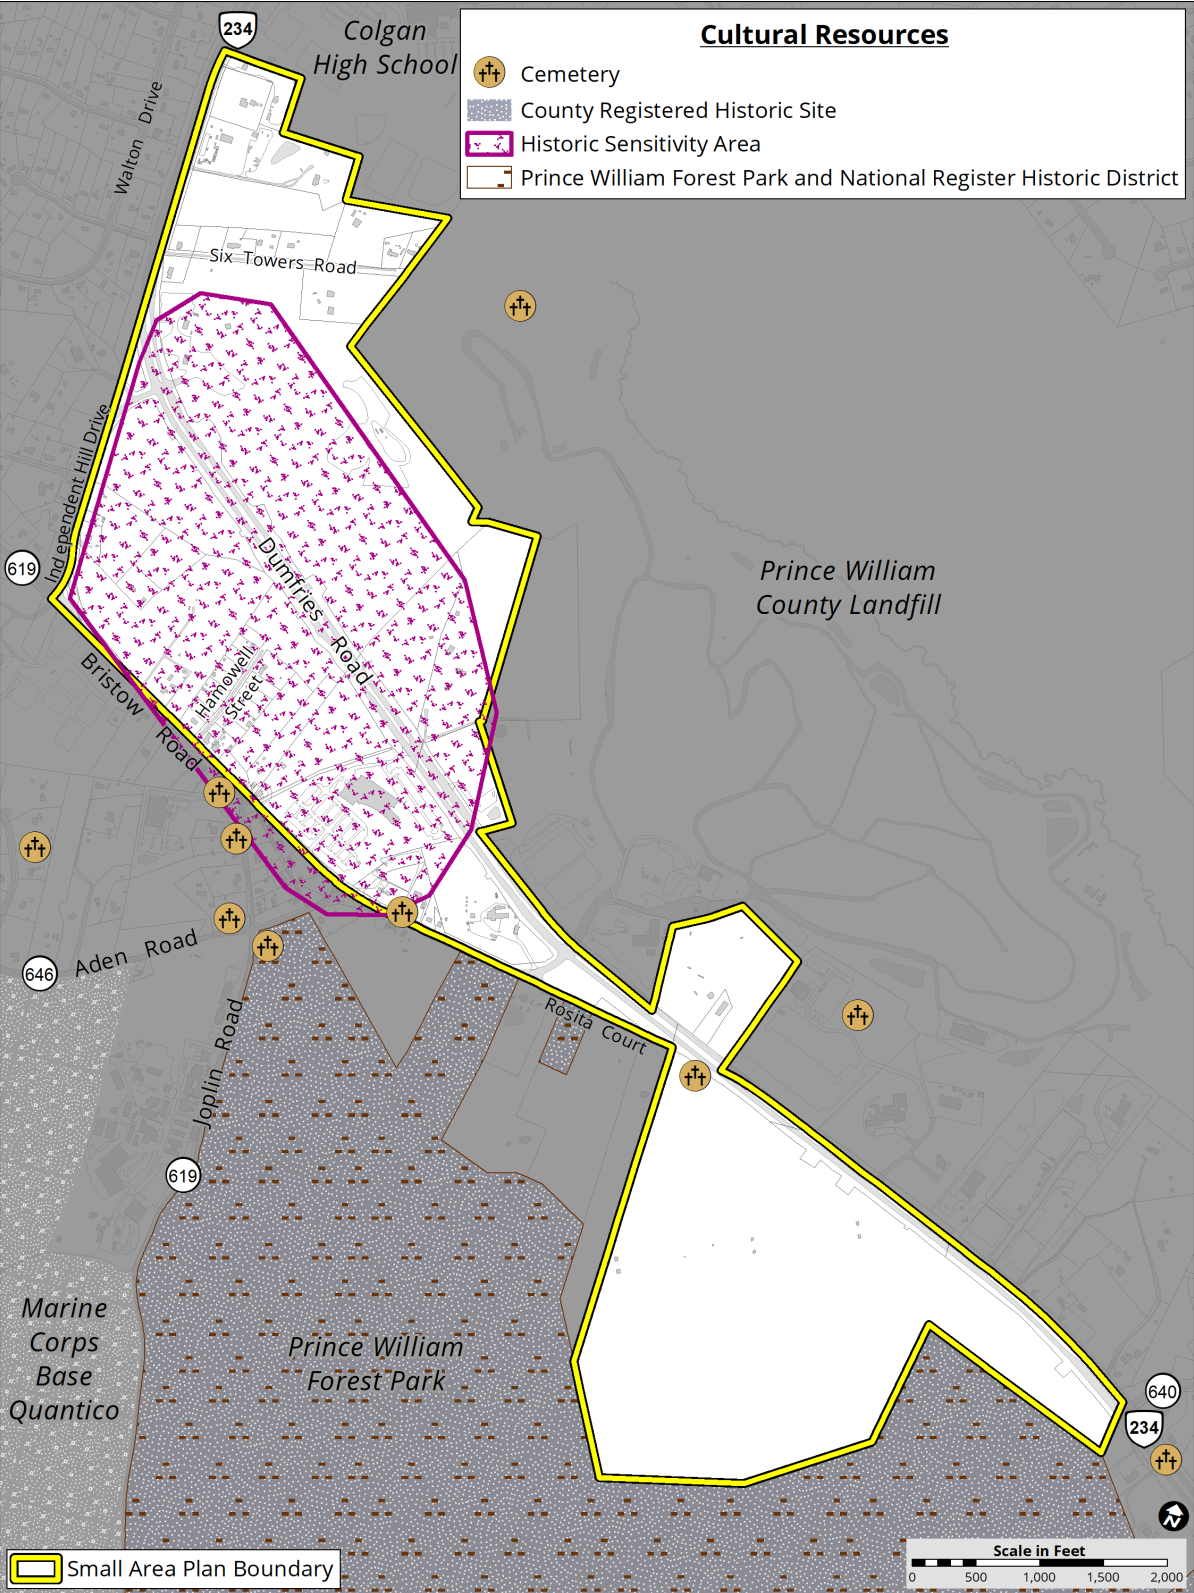 234
Colgan
High School
Cultural Resources
Cemetery
County Registered Historic Site
Historic Sensitivity Area
Prince William Forest Park and National Register Historic District
Walton Drive
Six Towers Road
Independent Hill Drive
619
Dumfries Road
Prince William
County Landfill
Hamowell
Street
Bristow Road
646
Aden Road
Joplin Road
Rosita Court
619
Marine
Corps
Base
Quantico
Prince William
Forest Park
640
234
N
Small Area Plan Boundary
Scale in Feet
0 500 1,000 1,500 2,000